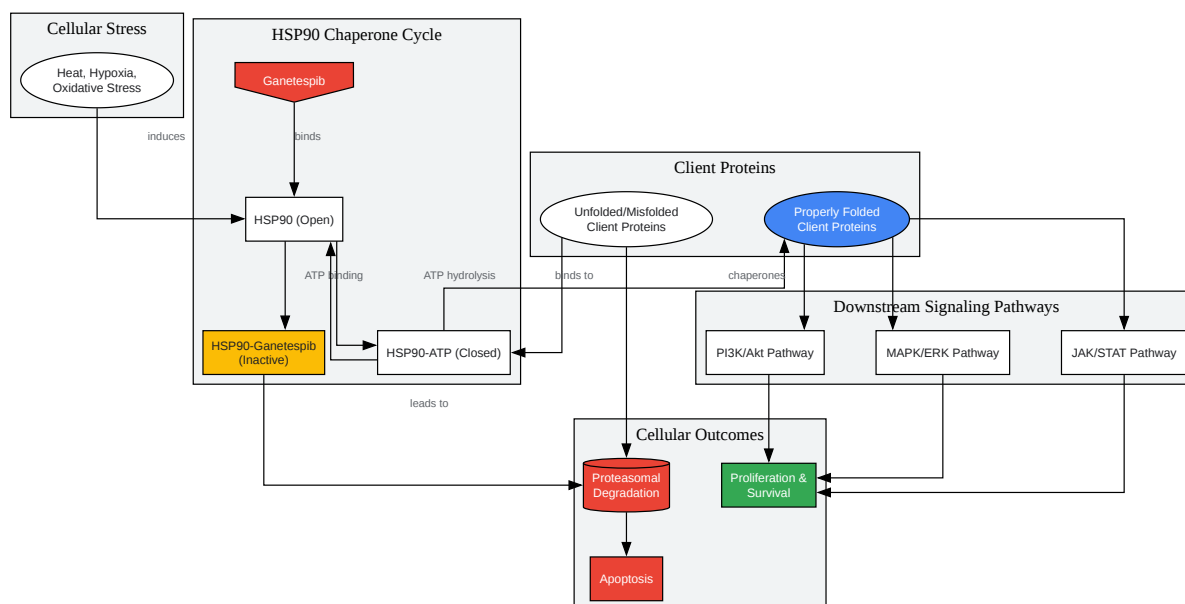 Cellular Stress
Heat, Hypoxia,
Oxidative Stress
induces
HSP90 Chaperone Cycle
Ganetespib
binds
HSP90 (Open)
ATP binding
ATP hydrolysis
HSP90-Ganetespib
(Inactive)
HSP90-ATP (Closed)
leads to
Client Proteins
Unfolded/Misfolded
Client Proteins
Properly Folded
Client Proteins
binds to
chaperones
Downstream Signaling Pathways
PI3K/Akt Pathway
MAPK/ERK Pathway
JAK/STAT Pathway
Cellular Outcomes
Proteasomal
Degradation
Proliferation &
Survival
Apoptosis